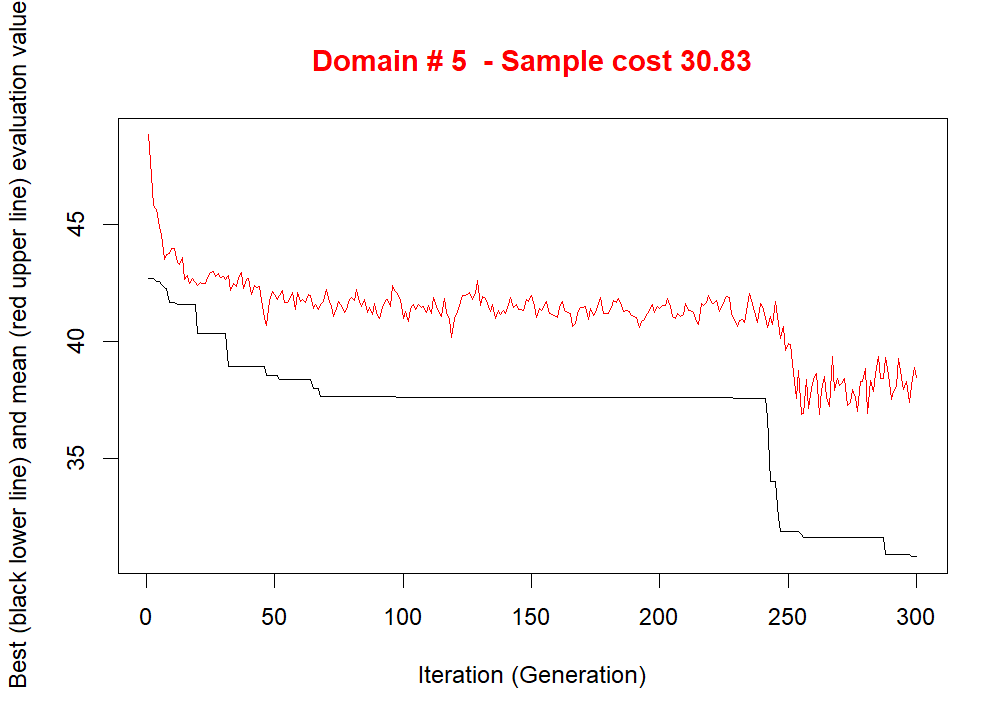 Domain # 5  - Sample cost 30.83
Best (black lower line) and mean (red upper line) evaluation value
45
40
35
0 50 100 150 200 250 300
Iteration (Generation)